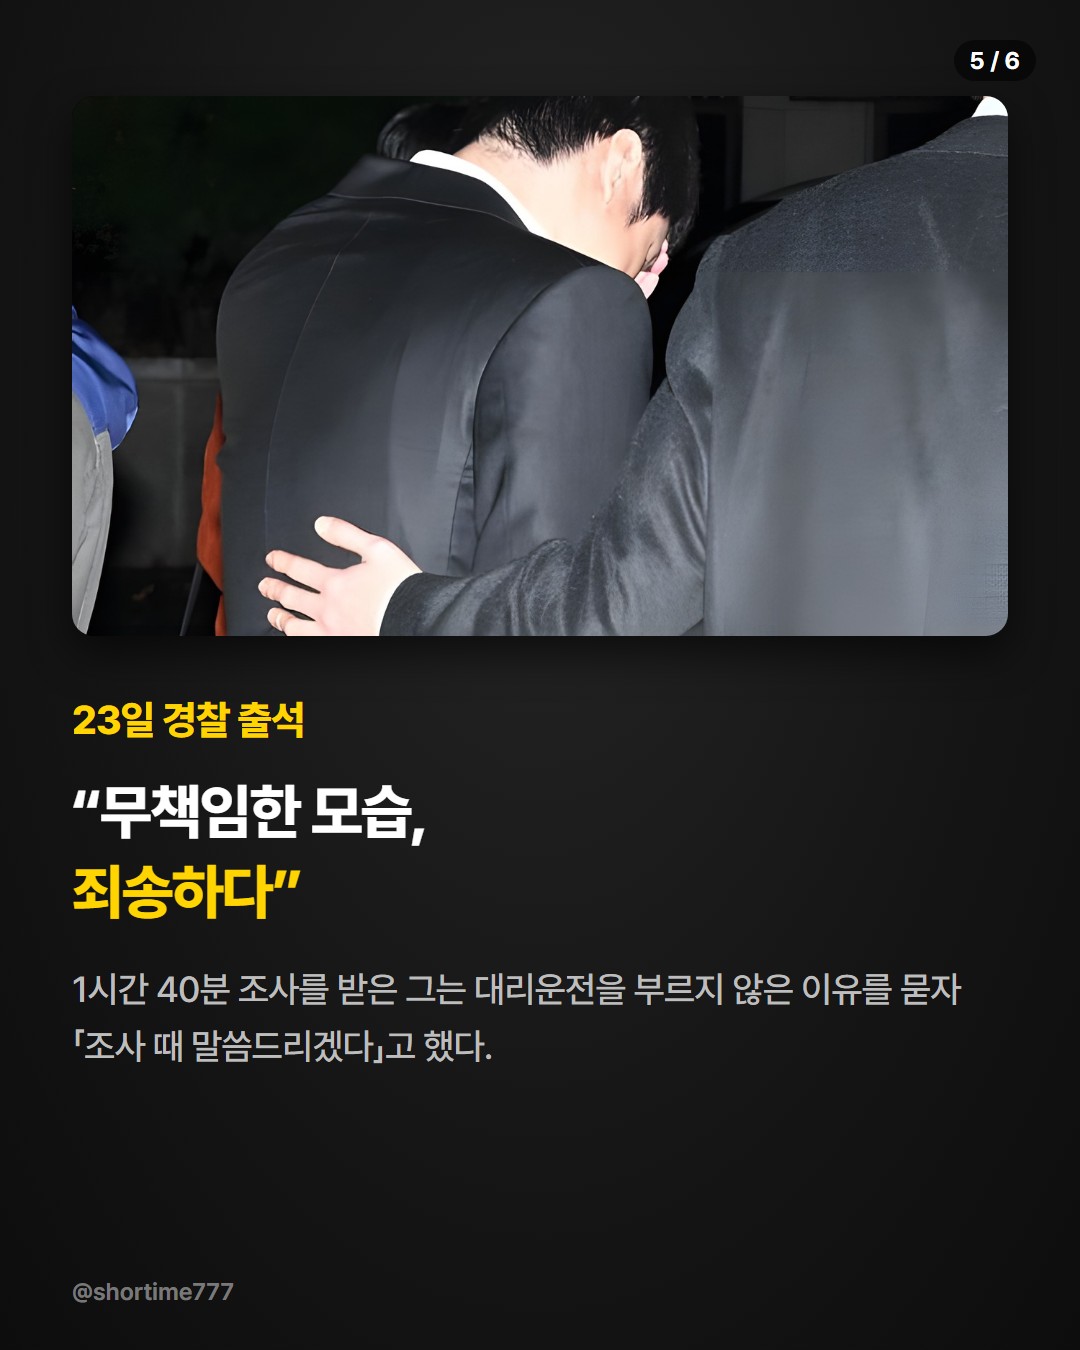 5 / 6
23일 경찰 출석
“무책임한 모습,
죄송하다”
1시간 40분 조사를 받은 그는 대리운전을 부르지 않은 이유를 묻자
「조사 때 말씀드리겠다」고 했다.
@shortime777